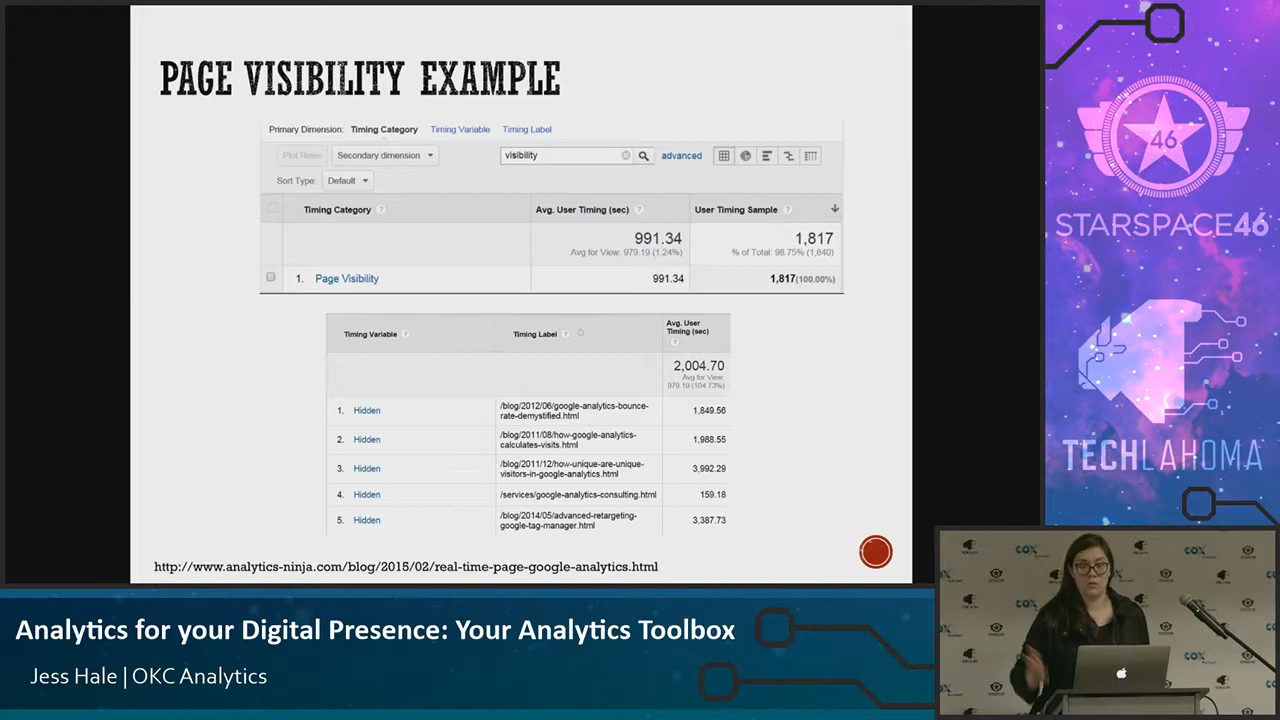 PAGE VISIBILITY EXAMPLE
Primary Dimension: Timing Category Timing Variable Timing Label
Plot Rows Secondary dimension visibility advanced
Sort Type: Default
Timing Category ? Avg. User Timing (sec) ? User Timing Sample ?
991.34 1,817
Avg for View: 979.19 (1.24%) % of Total: 98.75% (1,840)
1. Page Visibility 991.34 1,817(100.00%)
Timing Variable ? Timing Label ? Avg. User
Timing (sec)
?
2,004.70
Avg for View:
979.19 (104.73%)
1. Hidden /blog/2012/06/google-analytics-bounce-
rate-demystified.html 1,849.56
2. Hidden /blog/2011/08/how-google-analytics-
calculates-visits.html 1,988.55
3. Hidden /blog/2011/12/how-unique-are-unique-
visitors-in-google-analytics.html 3,992.29
4. Hidden /services/google-analytics-consulting.html 159.18
5. Hidden /blog/2014/05/advanced-retargeting-
google-tag-manager.html 3,387.73
http://www.analytics-ninja.com/blog/2015/02/real-time-page-google-analytics.html
46
STARSPACE46
TECHLAHOMA
COX
COX
COX
Analytics for your Digital Presence: Your Analytics Toolbox
Jess Hale | OKC Analytics